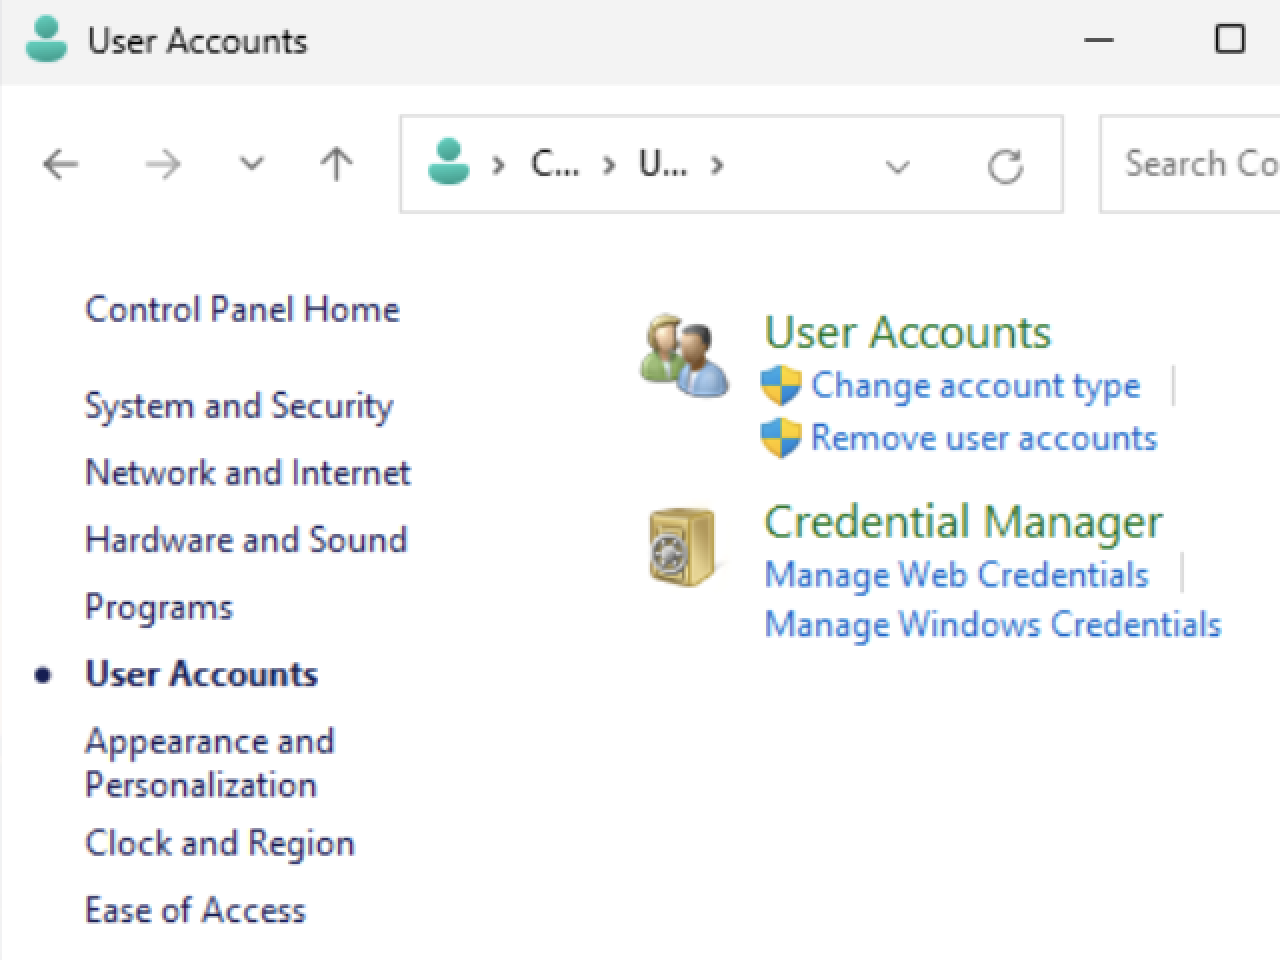 User Accounts
C... U...
Search Co
Control Panel Home
System and Security
Network and Internet
Hardware and Sound
Programs
User Accounts
Appearance and
Personalization
Clock and Region
Ease of Access
User Accounts
Change account type
Remove user accounts
Credential Manager
Manage Web Credentials
Manage Windows Credentials